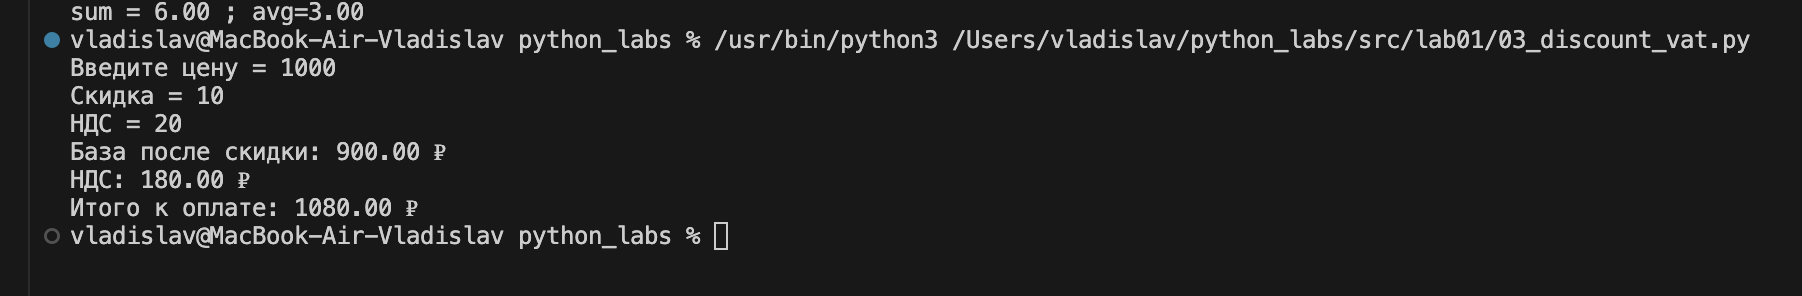 sum = 6.00 ; avg=3.00
vladislav@MacBook-Air-Vladislav python_labs % /usr/bin/python3 /Users/vladislav/python_labs/src/lab01/03_discount_vat.py
Введите цену = 1000
Скидка = 10
НДС = 20
База после скидки: 900.00 ₽
НДС: 180.00 ₽
Итого к оплате: 1080.00 ₽
vladislav@MacBook-Air-Vladislav python_labs %